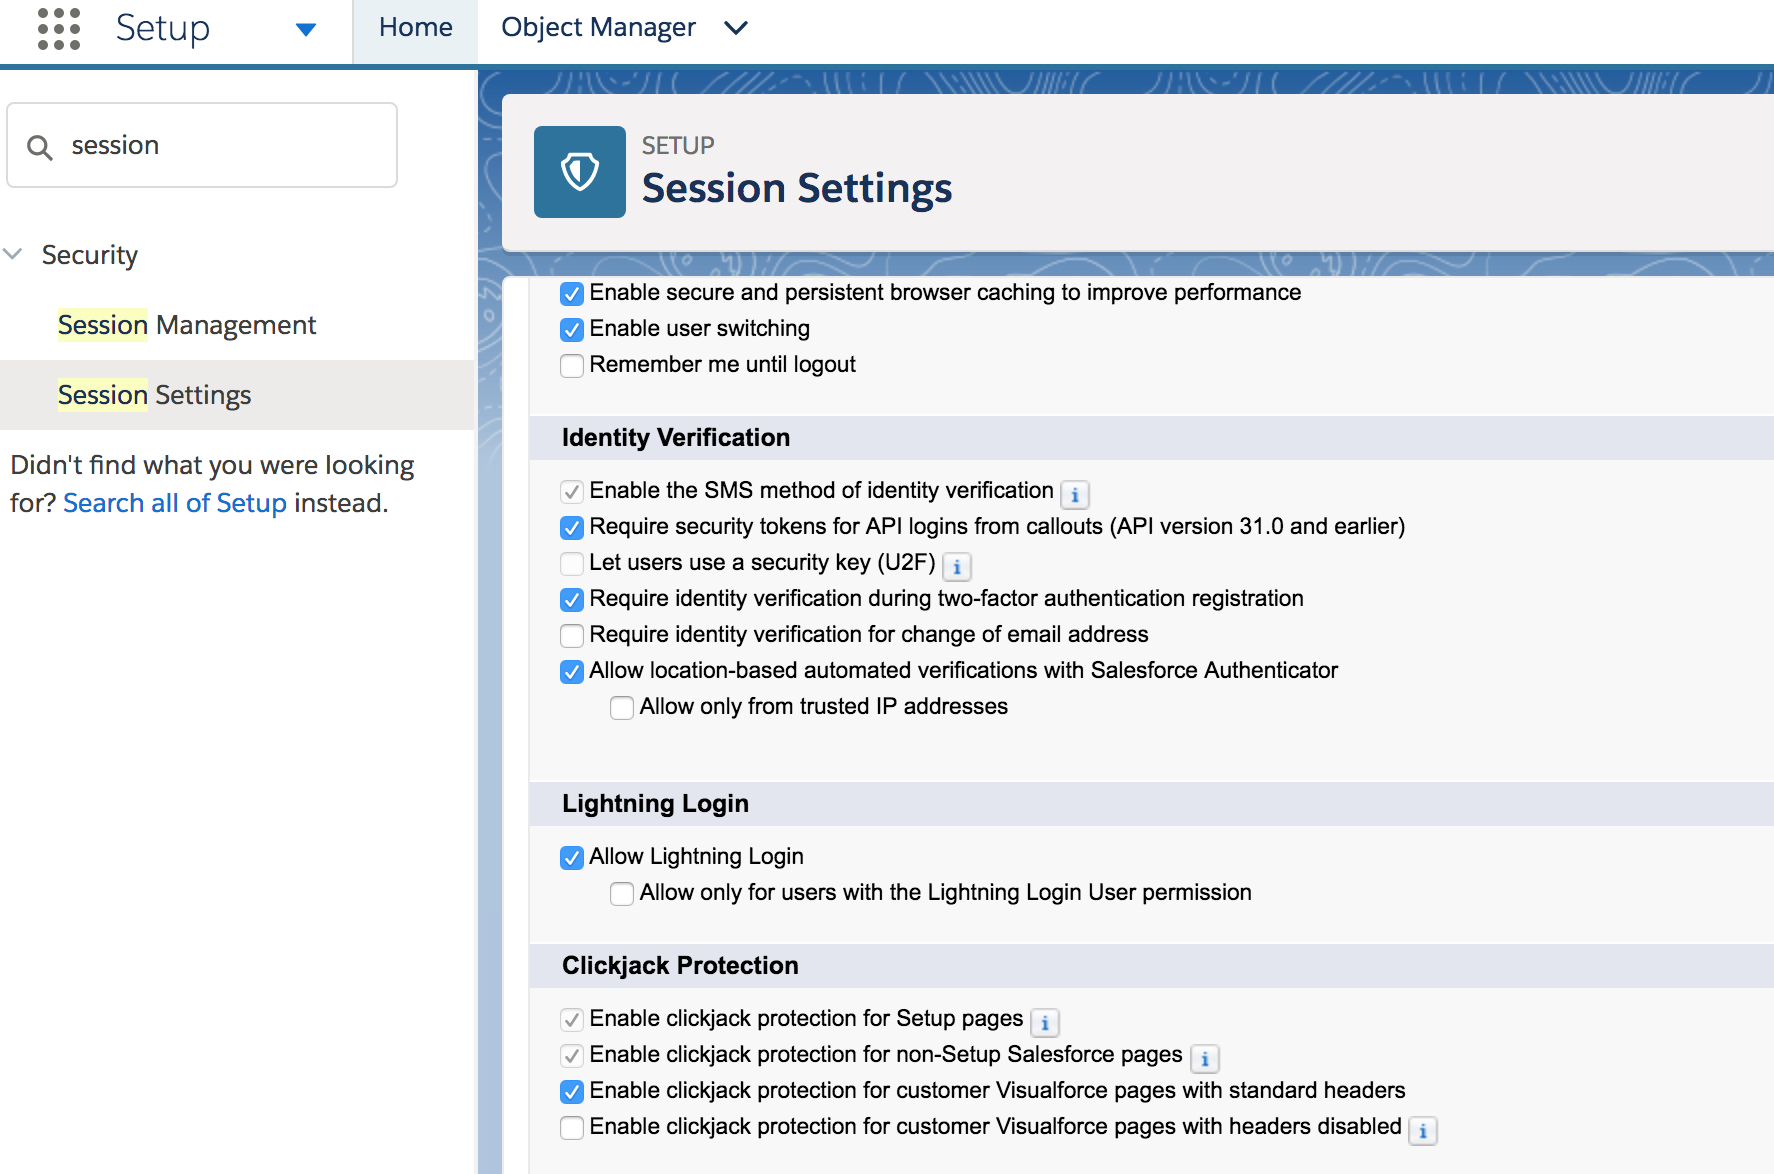 Setup
Home
Object Manager
session
Security
Session Management
Session Settings
Didn't find what you were looking
for? Search all of Setup instead.
SETUP
Session Settings
Enable secure and persistent browser caching to improve performance
Enable user switching
Remember me until logout
Identity Verification
Enable the SMS method of identity verification
Require security tokens for API logins from callouts (API version 31.0 and earlier)
Let users use a security key (U2F)
Require identity verification during two-factor authentication registration
Require identity verification for change of email address
Allow location-based automated verifications with Salesforce Authenticator
Allow only from trusted IP addresses
Lightning Login
Allow Lightning Login
Allow only for users with the Lightning Login User permission
Clickjack Protection
Enable clickjack protection for Setup pages
Enable clickjack protection for non-Setup Salesforce pages
Enable clickjack protection for customer Visualforce pages with standard headers
Enable clickjack protection for customer Visualforce pages with headers disabled